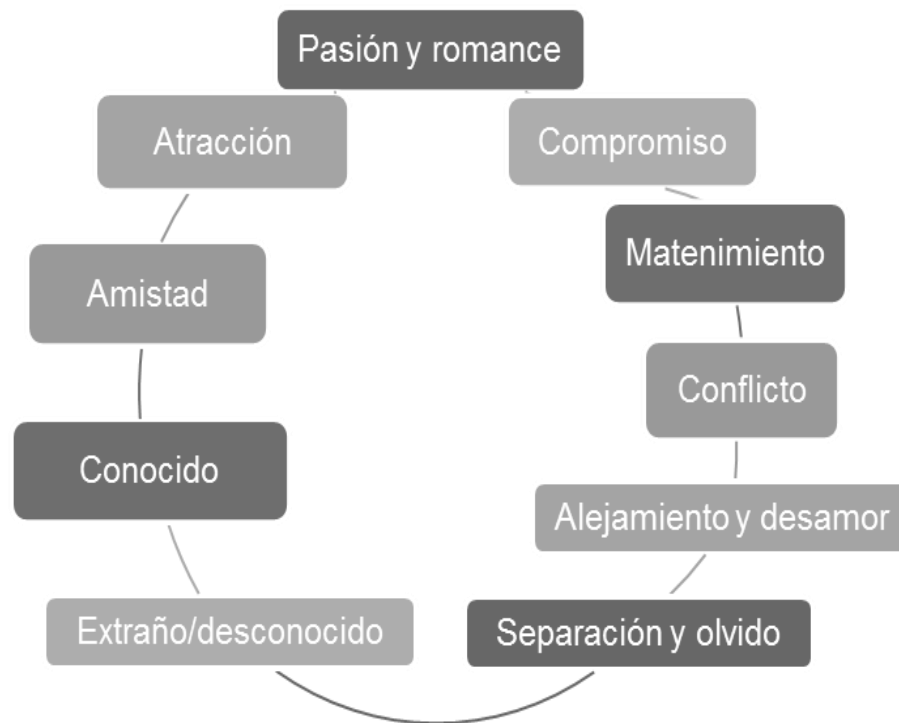 Pasión y romance
Atracción
Compromiso
Amistad
Matenimiento
Conocido
Conflicto
Alejamiento y desamor
Extraño/desconocido
Separación y olvido